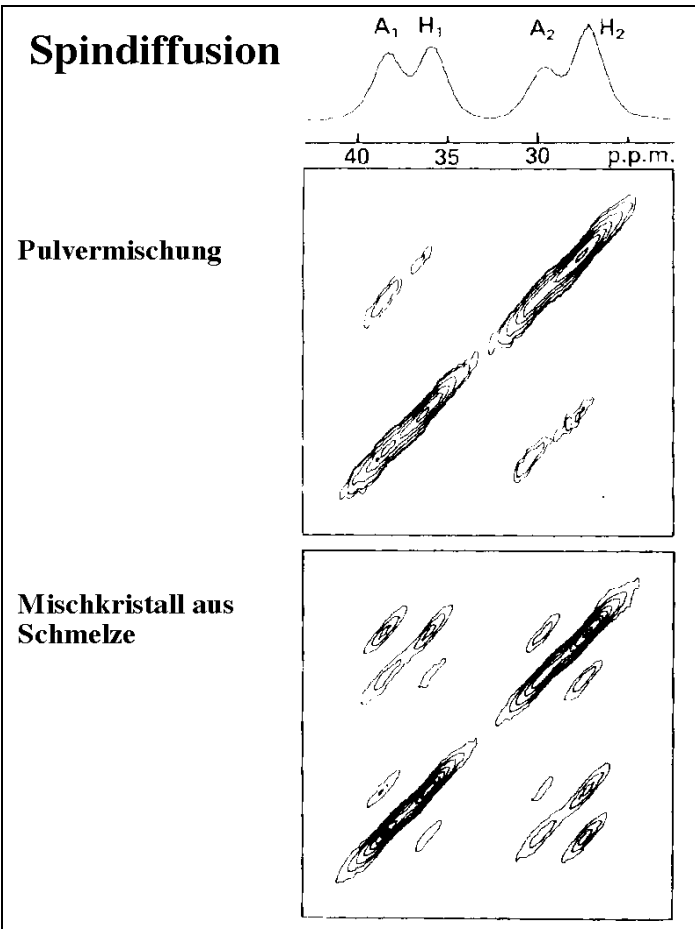 Spindiffusion
A₁ H₁ A₂ H₂
40 35 30 p.p.m.
Pulvermischung
Mischkristall aus
Schmelze